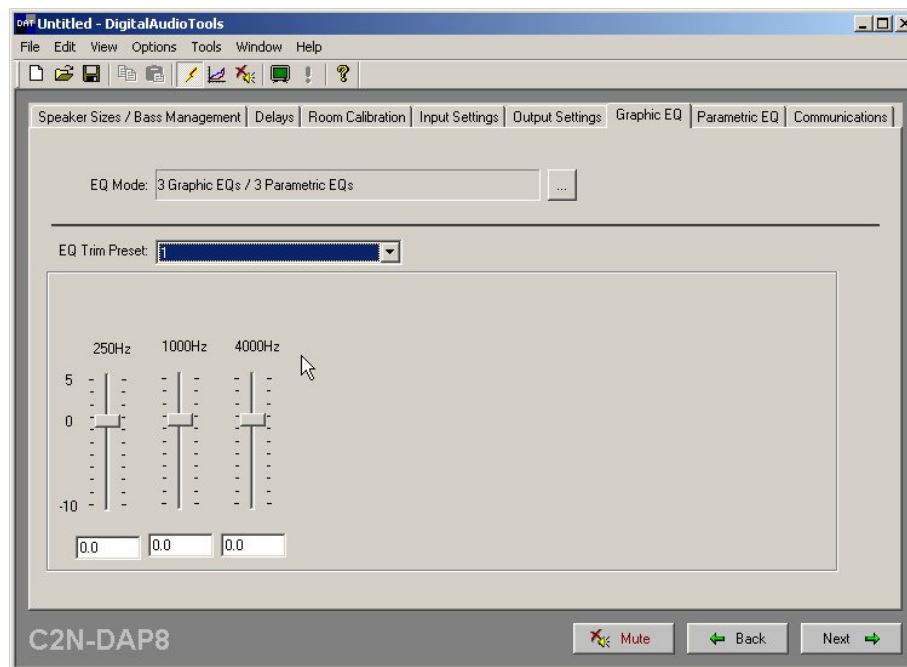 DAT Untitled - DigitalAudioTools
File Edit View Options Tools Window Help
Speaker Sizes / Bass Management Delays Room Calibration Input Settings Output Settings Graphic EQ Parametric EQ Communications
EQ Mode: 3 Graphic EQs / 3 Parametric EQs ...
EQ Trim Preset: 1
250Hz 1000Hz 4000Hz
5
0
-10
0.0 0.0 0.0
C2N-DAP8 Mute Back Next